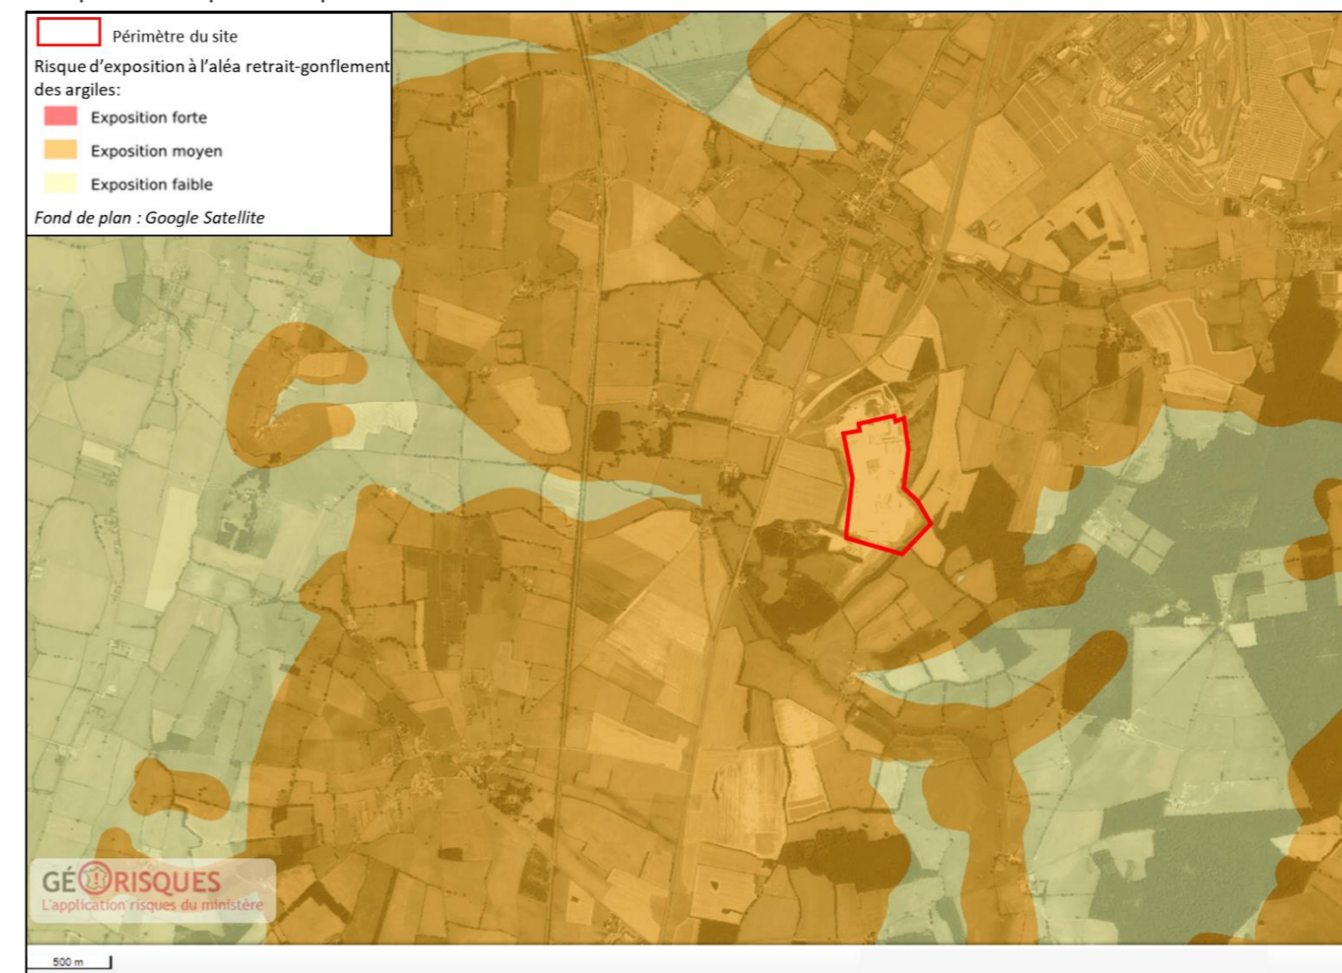 Périmètre du site
Risque d'exposition à l'aléa retrait-gonflement
des argiles:
Exposition forte
Exposition moyen
Exposition faible
Fond de plan : Google Satellite
GÉORISQUES
L'application risques du ministère
500 m